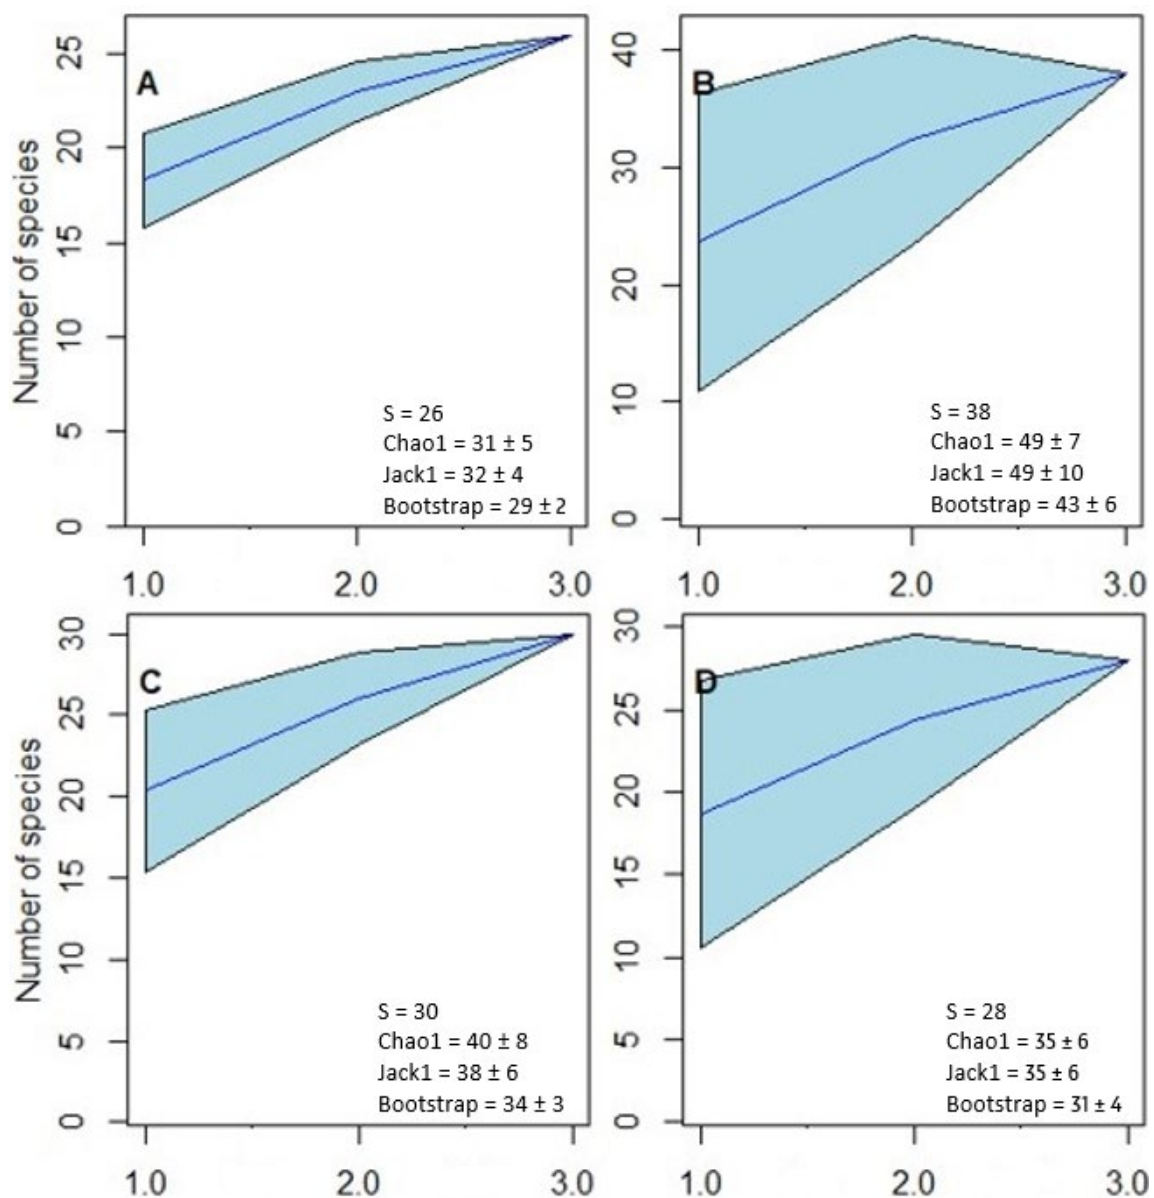 A
Number of species
25
20
15
10
5
0
S = 26
Chao1 = 31 ± 5
Jack1 = 32 ± 4
Bootstrap = 29 ± 2
1.0 2.0 3.0
B
40
30
20
10
0
S = 38
Chao1 = 49 ± 7
Jack1 = 49 ± 10
Bootstrap = 43 ± 6
1.0 2.0 3.0
C
Number of species
30
25
20
15
10
5
0
S = 30
Chao1 = 40 ± 8
Jack1 = 38 ± 6
Bootstrap = 34 ± 3
1.0 2.0 3.0
D
30
25
20
15
10
5
0
S = 28
Chao1 = 35 ± 6
Jack1 = 35 ± 6
Bootstrap = 31 ± 4
1.0 2.0 3.0